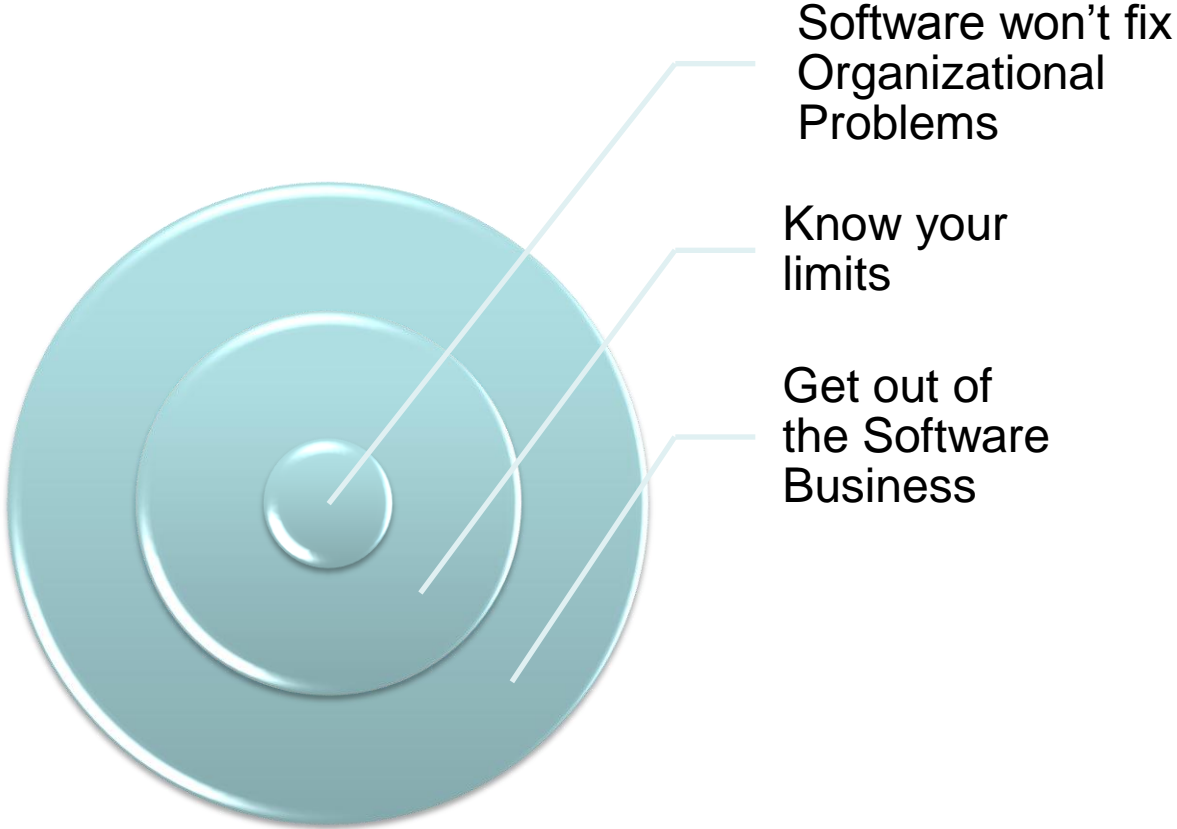 Software won’t fix
Organizational
Problems
Know your
limits
Get out of
the Software
Business